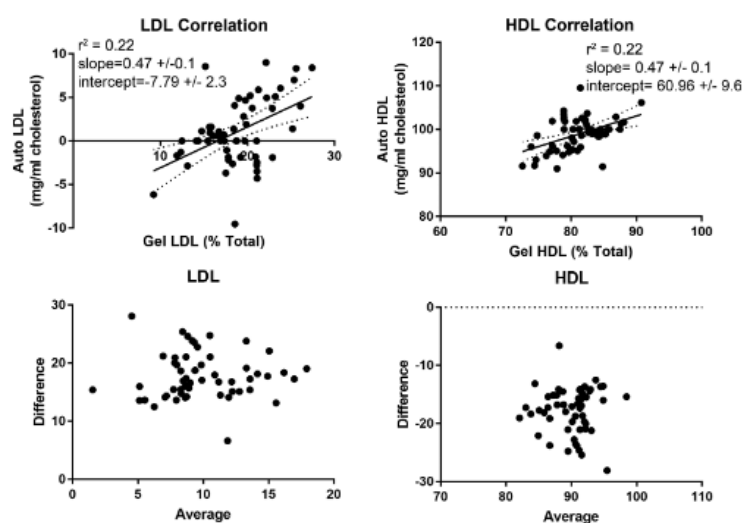 LDL Correlation
r² = 0.22
slope=0.47 +/-0.1
intercept=-7.79 +/- 2.3
Auto LDL
(mg/ml cholesterol)
10
5
0
-5
-10
10
30
Gel LDL (% Total)
HDL Correlation
r² = 0.22
slope= 0.47 +/- 0.1
intercept= 60.96 +/- 9.6
Auto HDL
(mg/ml cholesterol)
120
110
100
90
80
60
70
80
90
100
Gel HDL (% Total)
LDL
Difference
30
20
10
0
0
5
10
15
20
Average
HDL
Difference
0
-10
-20
-30
70
80
90
100
110
Average